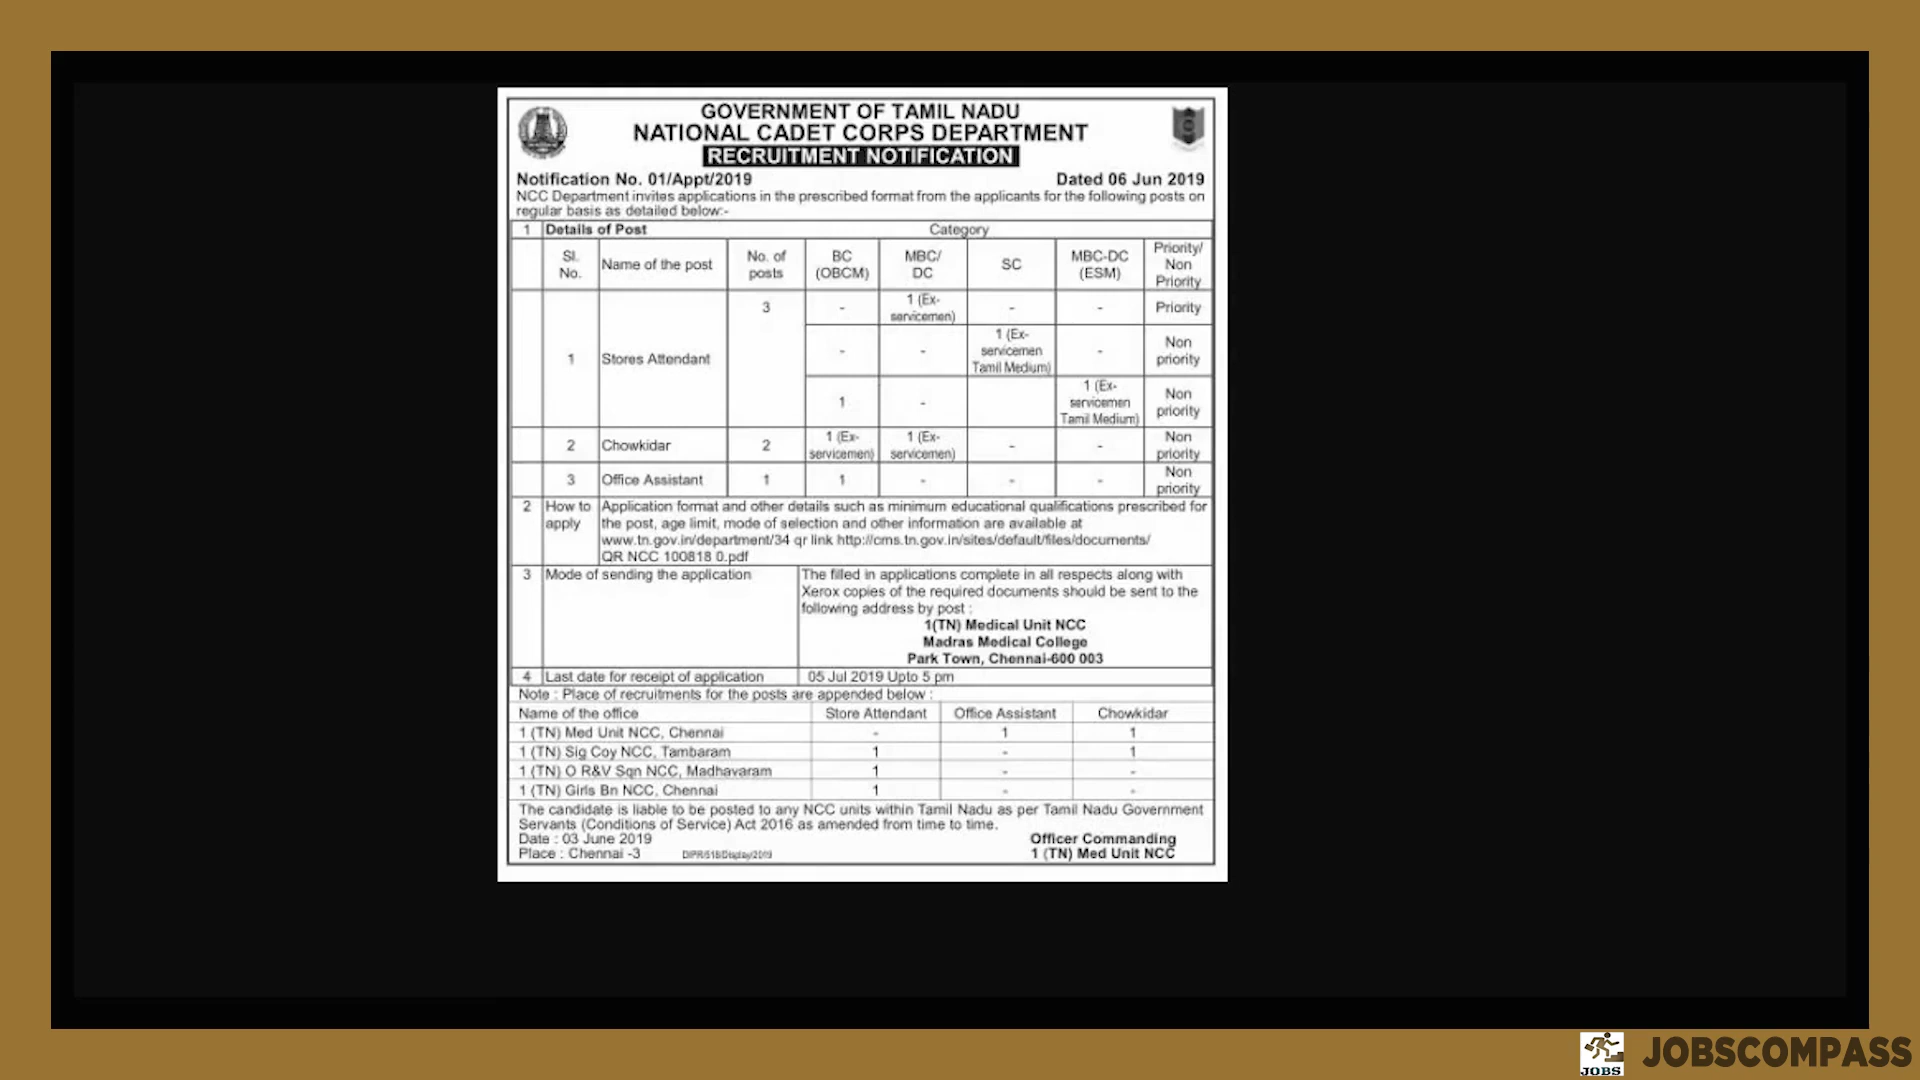 GOVERNMENT OF TAMIL NADU
NATIONAL CADET CORPS DEPARTMENT
RECRUITMENT NOTIFICATION
Notification No. 01/Appt/2019 Dated 06 Jun 2019
NCC Department invites applications in the prescribed format from the applicants for the following posts on
regular basis as detailed below:-
1 Details of Post Category
Sl. No. Name of the post No. of posts BC (OBCM) MBC/ DC SC MBC-DC (ESM) Priority/ Non Priority
1 Stores Attendant 3 - 1 (Ex-servicemen) - - Priority
- - 1 (Ex-servicemen Tamil Medium) - Non priority
1 - 1 (Ex-servicemen Tamil Medium) Non priority
2 Chowkidar 2 1 (Ex-servicemen) 1 (Ex-servicemen) - - Non priority
3 Office Assistant 1 1 - - - Non priority
2 How to apply Application format and other details such as minimum educational qualifications prescribed for
the post, age limit, mode of selection and other information are available at
www.tn.gov.in/department/34 qr link http://cms.tn.gov.in/sites/default/files/documents/
QR NCC 100818 0.pdf
3 Mode of sending the application The filled in applications complete in all respects along with
Xerox copies of the required documents should be sent to the
following address by post :
1(TN) Medical Unit NCC
Madras Medical College
Park Town, Chennai-600 003
4 Last date for receipt of application 05 Jul 2019 Upto 5 pm
Note : Place of recruitments for the posts are appended below :
Name of the office Store Attendant Office Assistant Chowkidar
1 (TN) Med Unit NCC, Chennai - 1 1
1 (TN) Sig Coy NCC, Tambaram 1 - 1
1 (TN) O R&V Sqn NCC, Madhavaram 1 - -
1 (TN) Girls Bn NCC, Chennai 1 - -
The candidate is liable to be posted to any NCC units within Tamil Nadu as per Tamil Nadu Government
Servants (Conditions of Service) Act 2016 as amended from time to time.
Date : 03 June 2019 Officer Commanding
Place : Chennai -3 DIPR/518/Display/2019 1 (TN) Med Unit NCC
JOBS JOBSCOMPASS